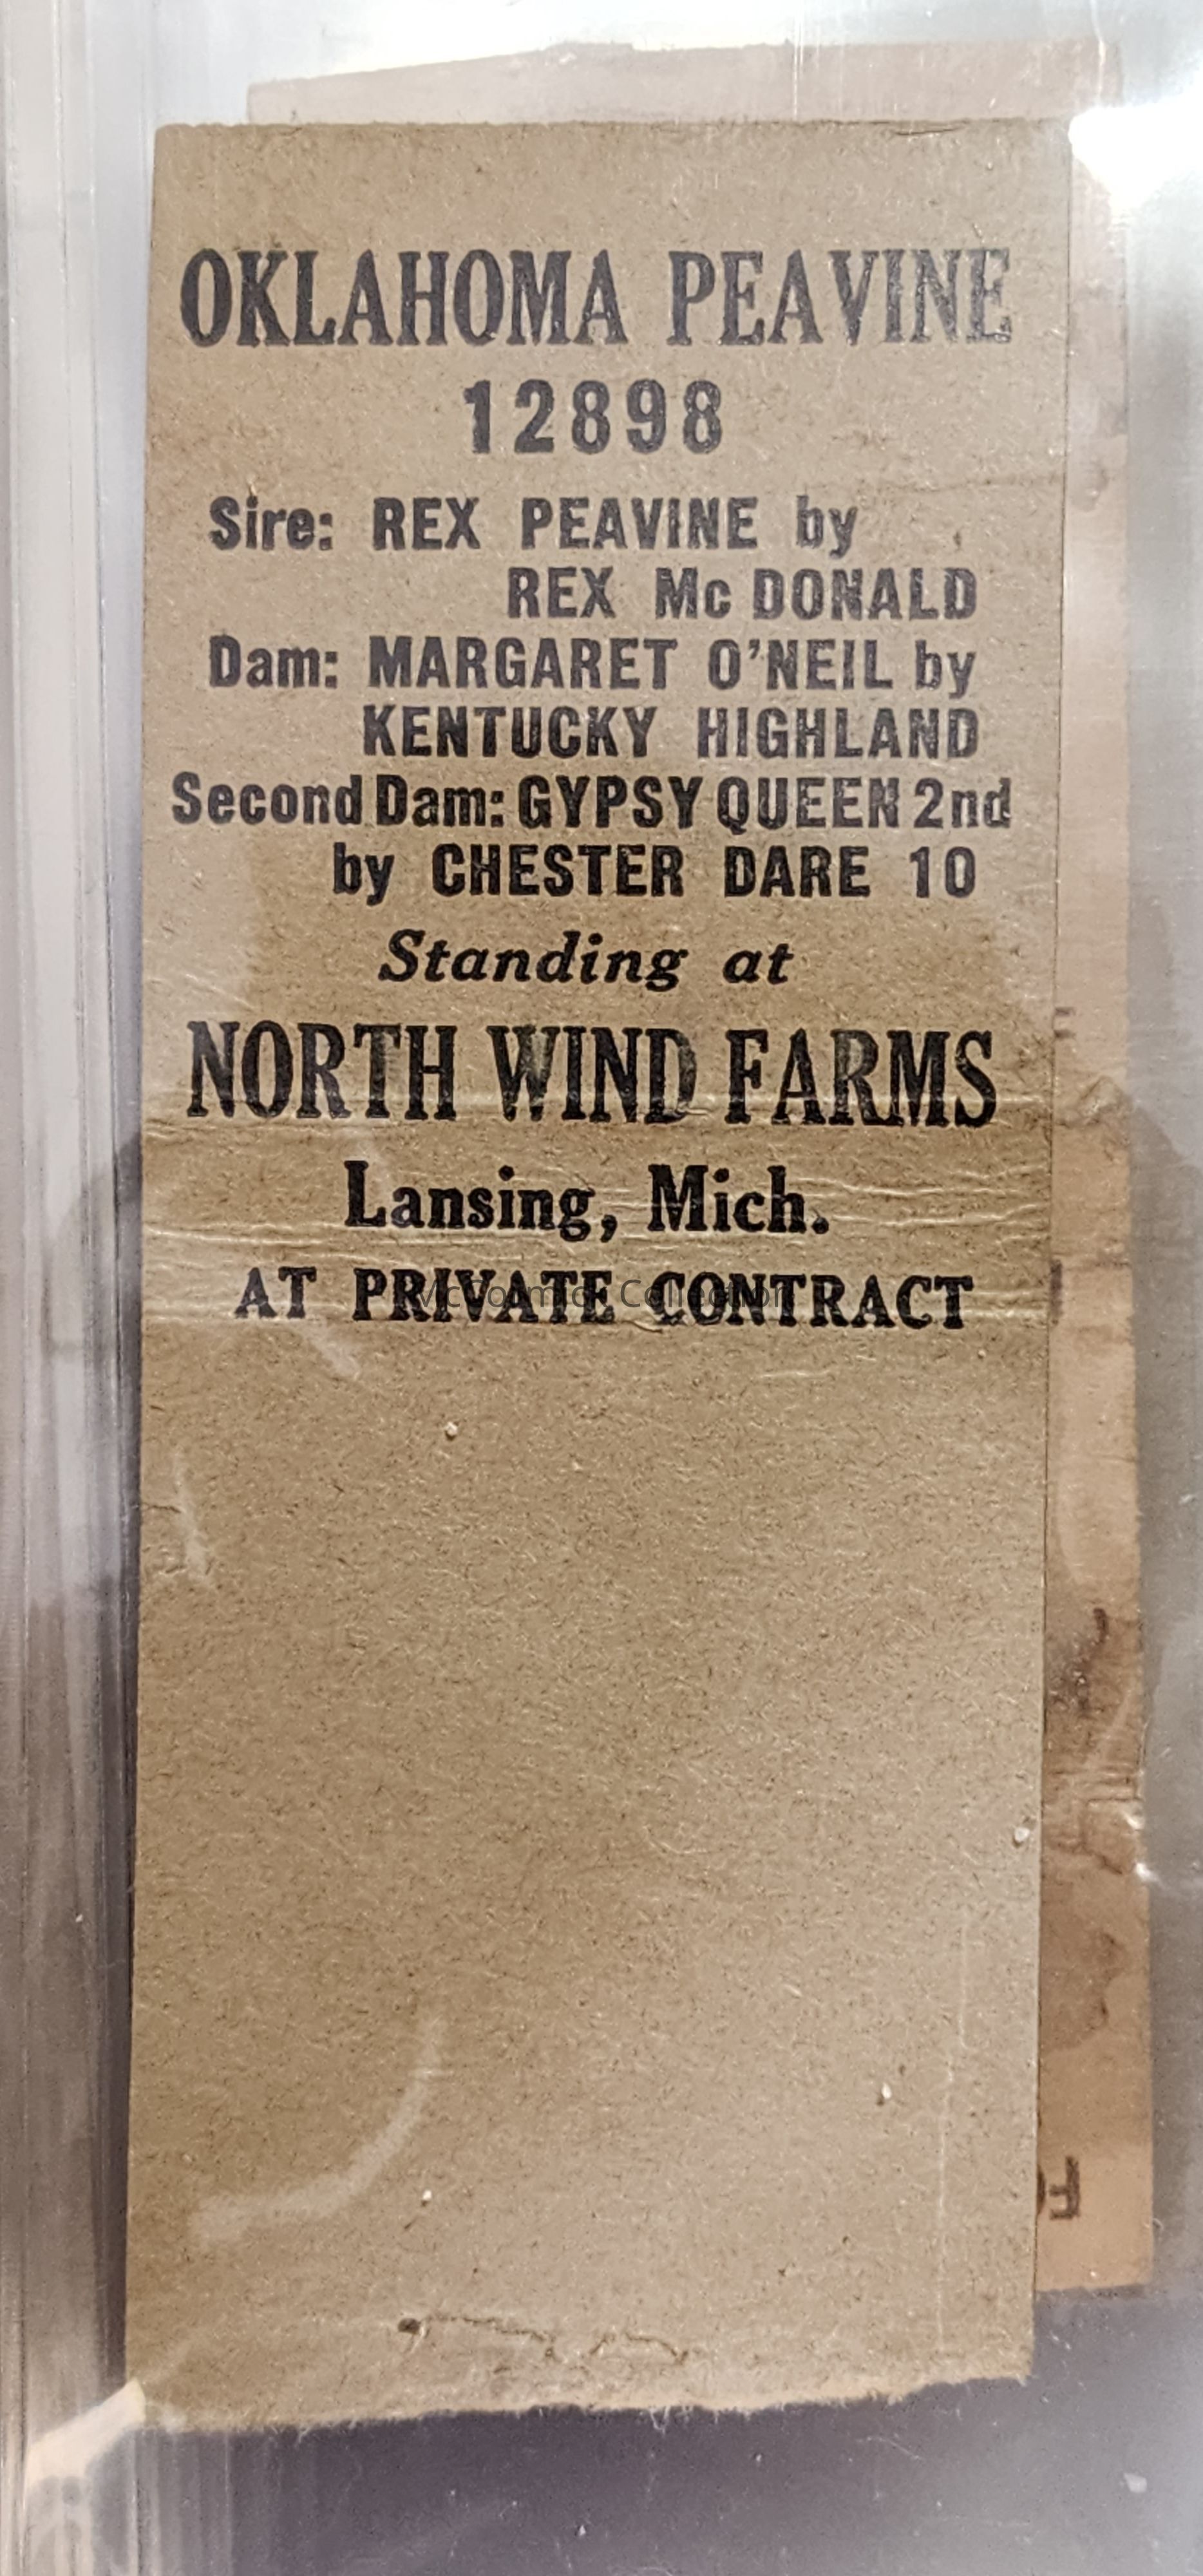 OKLAHOMA PEAVINE
12898
Sire: REX PEAVINE by
REX Mc DONALD
Dam: MARGARET O'NEIL by
KENTUCKY HIGHLAND
Second Dam: GYPSY QUEEN 2nd
by CHESTER DARE 10
Standing at
NORTH WIND FARMS
Lansing, Mich.
AT PRIVATE CONTRACT
Collection